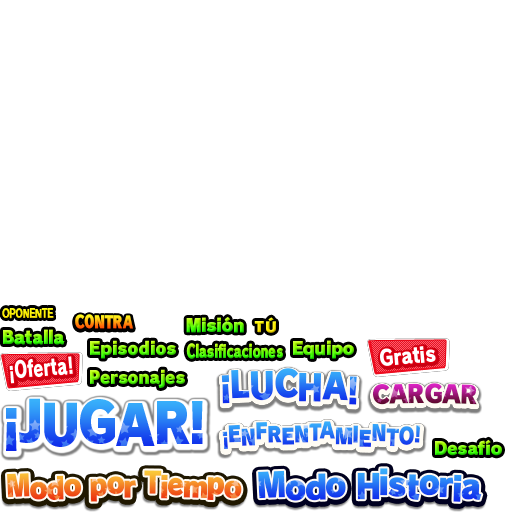 OPONENTE
CONTRA
Misión
TÚ
Batalla
Episodios
Clasificaciones
Equipo
Gratis
¡Oferta!
Personajes
¡LUCHA!
CARGAR
¡JUGAR!
¡ENFRENTAMIENTO!
Desafío
Modo por Tiempo
Modo Historia